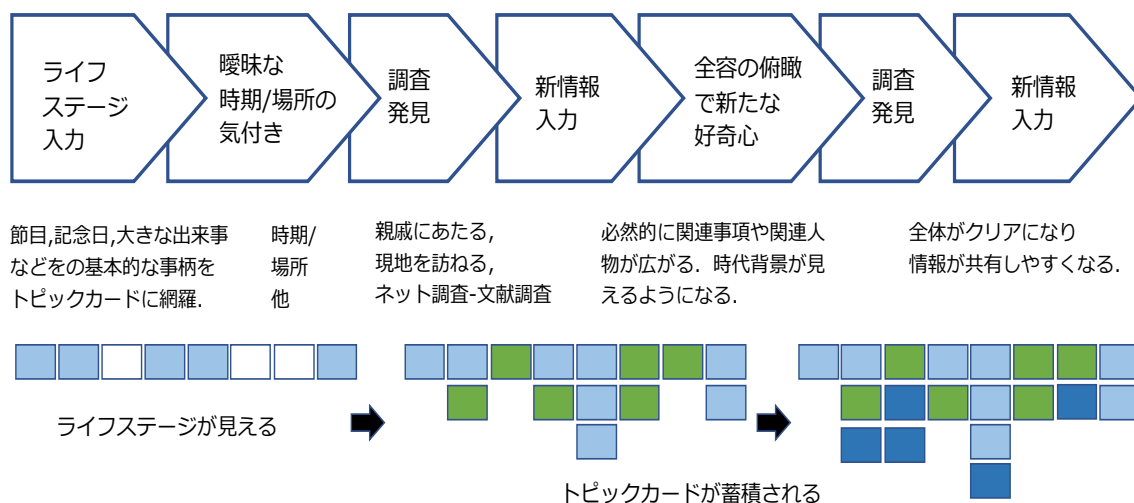 ライフ
ステージ
入力
曖昧な
時期/場所の
気付き
調査
発見
新情報
入力
全容の俯瞰
で新たな
好奇心
調査
発見
新情報
入力
節目,記念日,大きな出来事
などをの基本的な事柄を
トピックカードに網羅.
時期/
場所
他
親戚にあたる,
現地を訪ねる,
ネット調査-文献調査
必然的に関連事項や関連人
物が広がる. 時代背景が見
えるようになる.
全体がクリアになり
情報が共有しやすくなる.
ライフステージが見える
トピックカードが蓄積される